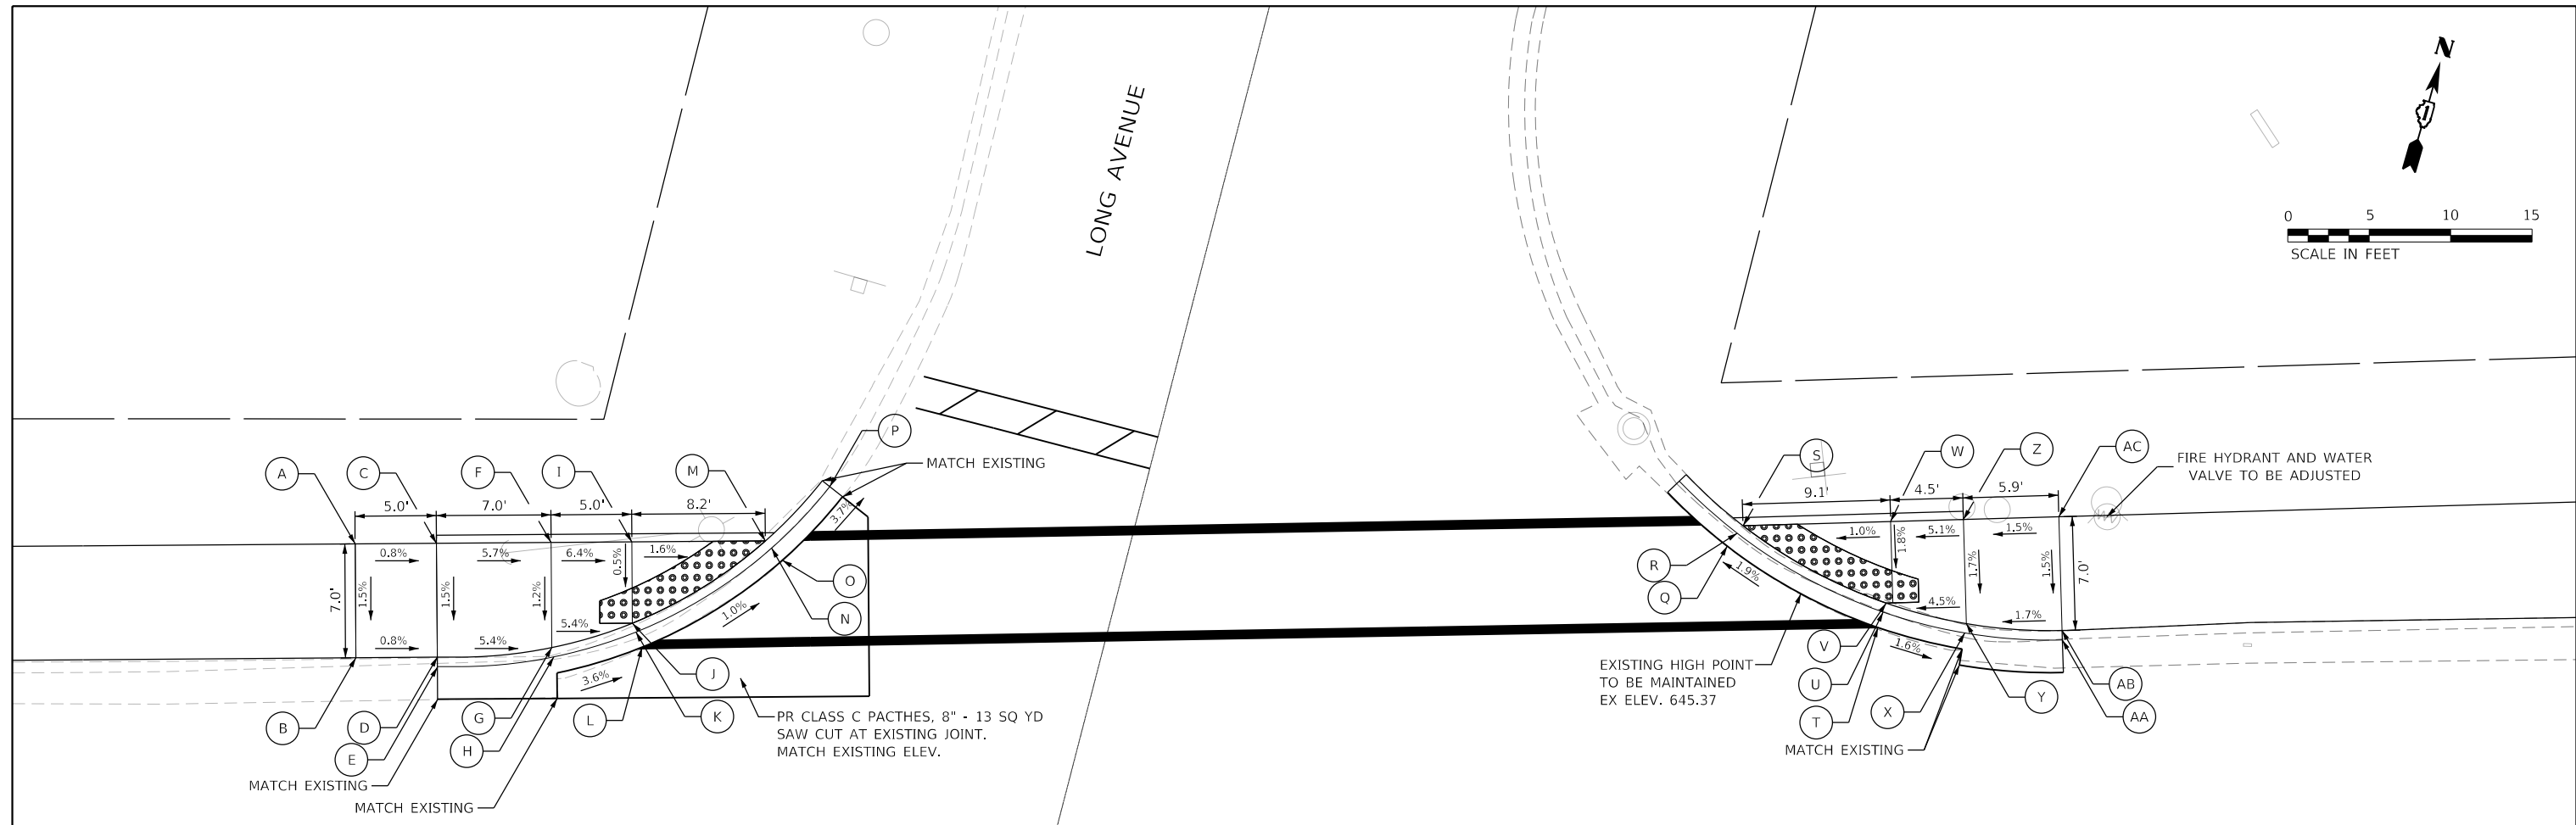 N
LONG AVENUE
0 5 10 15
SCALE IN FEET
P
MATCH EXISTING
A
C
F
I
M
5.0'
7.0'
5.0'
8.2'
7.0'
0.8%
5.7%
6.4%
1.6%
0.5%
3.7%
1.5%
1.5%
1.2%
1.0%
0.8%
5.4%
5.4%
3.6%
O
N
J
K
L
B
D
E
G
H
MATCH EXISTING
MATCH EXISTING
PR CLASS C PACTHES, 8" - 13 SQ YD
SAW CUT AT EXISTING JOINT.
MATCH EXISTING ELEV.
S
W
Z
AC
FIRE HYDRANT AND WATER
VALVE TO BE ADJUSTED
9.1'
4.5'
5.9'
7.0'
1.0%
1.8%
5.1%
1.5%
1.7%
1.5%
4.5%
1.7%
1.9%
1.6%
R
Q
V
U
T
X
Y
AB
AA
EXISTING HIGH POINT
TO BE MAINTAINED
EX ELEV. 645.37
MATCH EXISTING